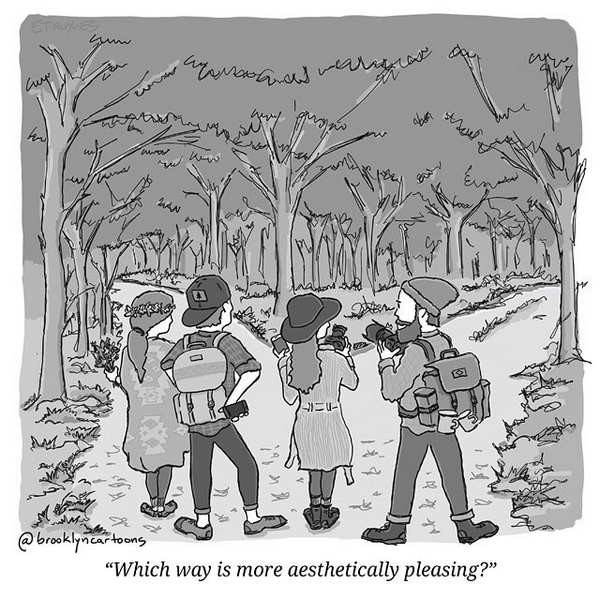 @brooklyncartoons
“Which way is more aesthetically pleasing?”